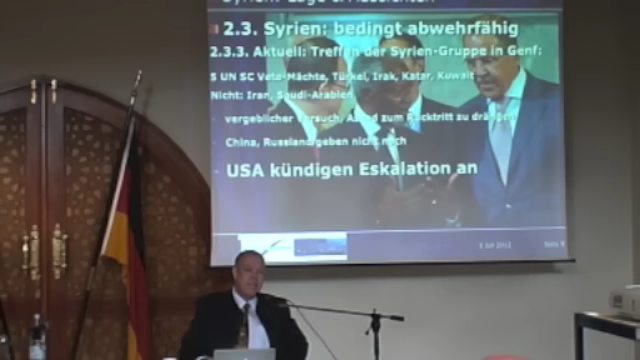 2.3. Syrien: bedingt abwehrfähig
2.3.3. Aktuell: Treffen der Syrien-Gruppe in Genf:
5 UN SC Veto-Mächte, Türkei, Irak, Katar, Kuwait
Nicht: Iran, Saudi-Arabien
- vergeblicher Versuch, Assad zum Rücktritt zu
- China, Russland geben nicht nach
- USA kündigen Eskalation an
2012